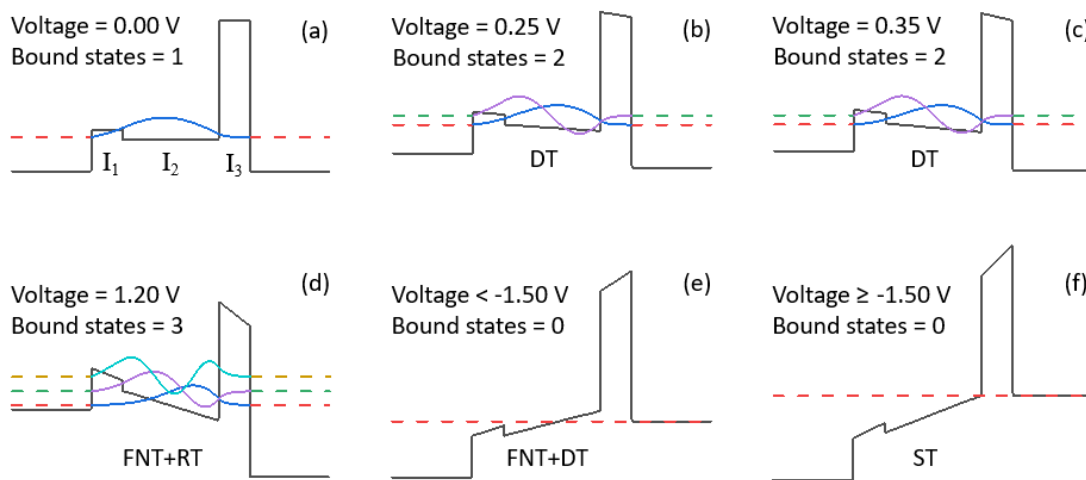 Voltage = 0.00 V
Bound states = 1
(a)
I₁ I₂ I₃
Voltage = 0.25 V
Bound states = 2
(b)
DT
Voltage = 0.35 V
Bound states = 2
(c)
DT
Voltage = 1.20 V
Bound states = 3
(d)
FNT+RT
Voltage < -1.50 V
Bound states = 0
(e)
FNT+DT
Voltage ≥ -1.50 V
Bound states = 0
(f)
ST